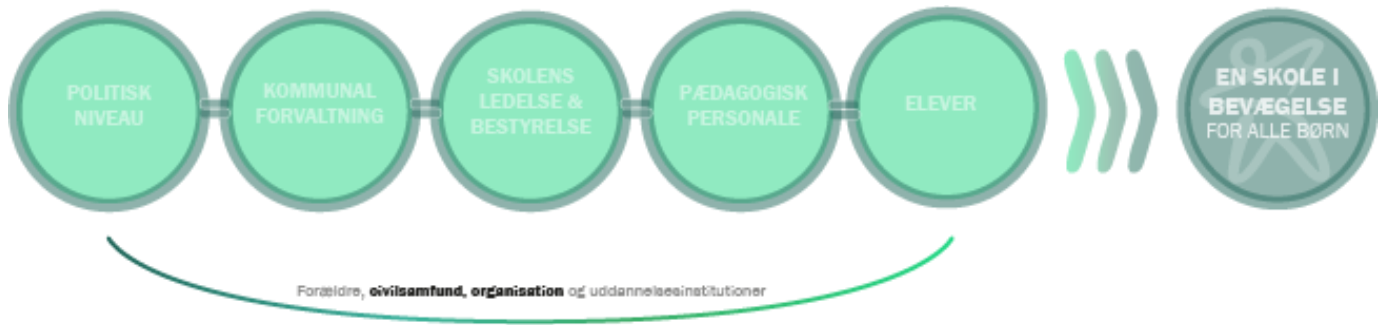 POLITISK
NIVEAU
KOMMUNAL
FORVALTNING
SKOLENS
LEDELSE &
BESTYRELSE
PÆDAGOGISK
PERSONALE
ELEVER
EN SKOLE I
BEVÆGELSE
FOR ALLE BØRN
Forældre, civilsamfund, organisation og uddannelsesinstitutioner